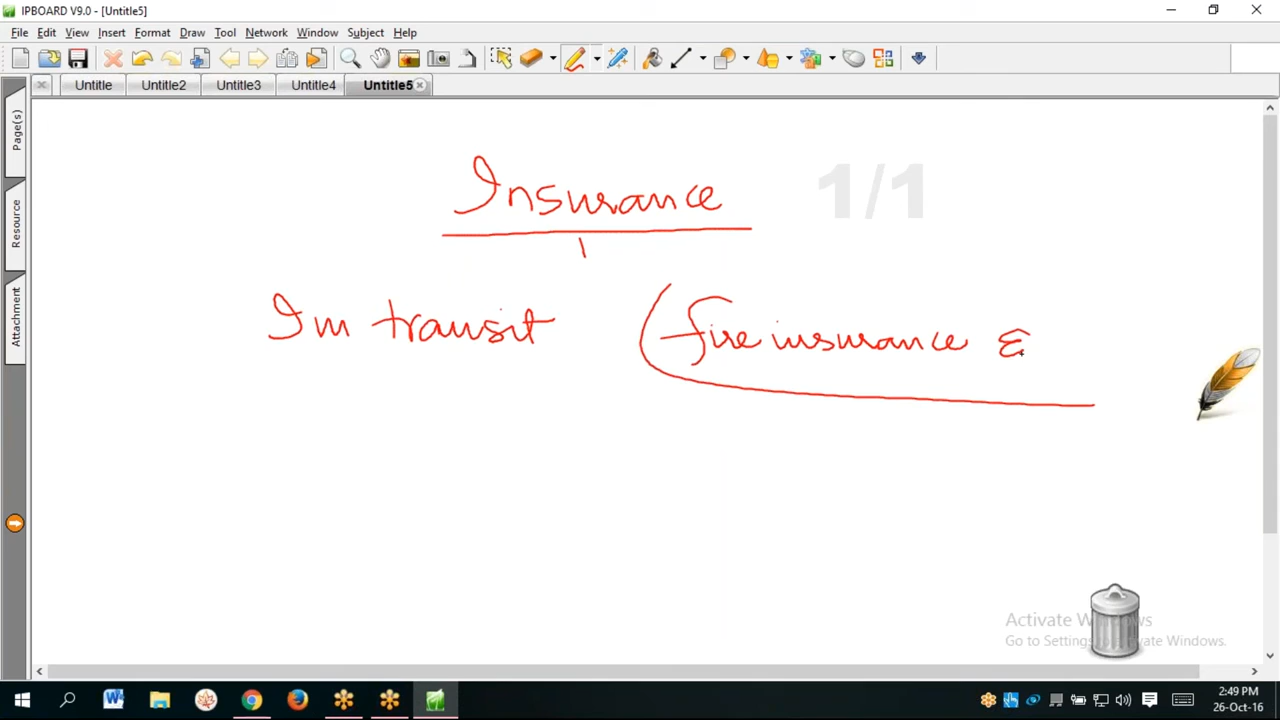 IPBOARD V9.0 - [Untitle5]
File Edit View Insert Format Draw Tool Network Window Subject Help
Untitle Untitle2 Untitle3 Untitle4 Untitle5
Page(s)
Resource
Attachment
1/1
Insurance
Im transit (fire insurance &
Activate Windows
Go to Settings to activate Windows.
2:49 PM
26-Oct-16